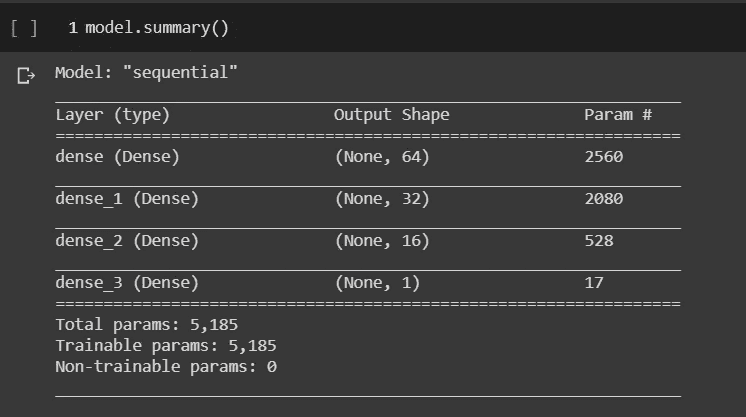 [ ] 1 model.summary()
Model: "sequential"
Layer (type) Output Shape Param #
=================================================================
dense (Dense) (None, 64) 2560
dense_1 (Dense) (None, 32) 2080
dense_2 (Dense) (None, 16) 528
dense_3 (Dense) (None, 1) 17
=================================================================
Total params: 5,185
Trainable params: 5,185
Non-trainable params: 0